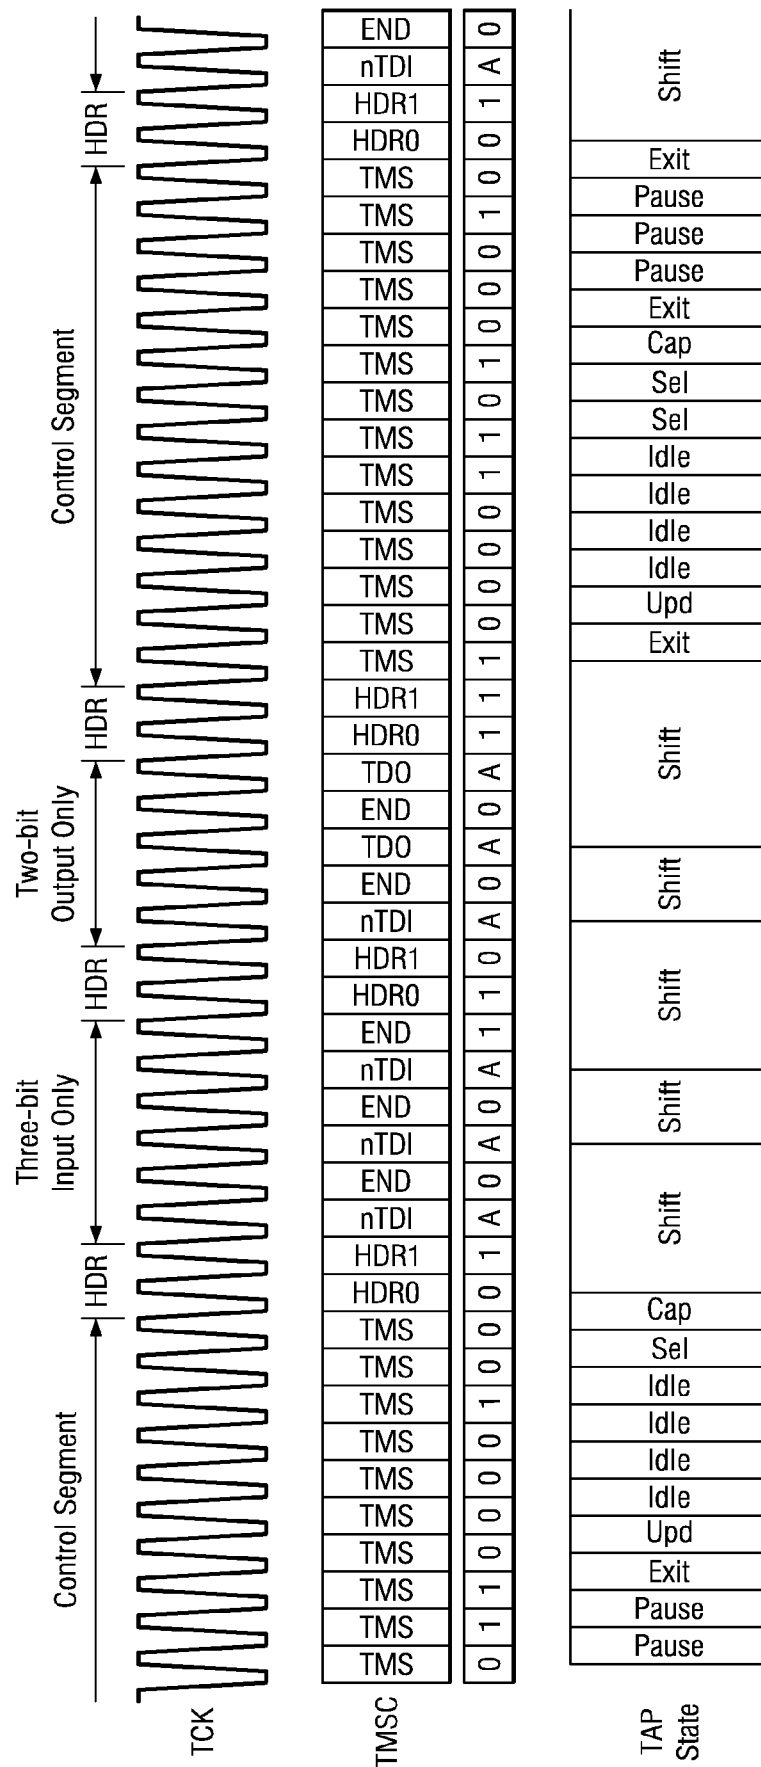 HDR
Control Segment
HDR
Two-bit
Output Only
HDR
Three-bit
Input Only
HDR
Control Segment
TCK
END
nTDI
HDR1
HDR0
TMS
TMS
TMS
TMS
TMS
TMS
TMS
TMS
TMS
TMS
TMS
TMS
TMS
TMS
HDR1
HDR0
TDO
END
TDO
END
nTDI
HDR1
HDR0
END
nTDI
END
nTDI
END
nTDI
HDR1
HDR0
TMS
TMS
TMS
TMS
TMS
TMS
TMS
TMS
TMS
TMS
TMSC
0
A
1
0
0
1
0
0
0
1
0
1
1
0
0
0
0
1
1
1
A
0
A
0
A
0
1
1
A
0
A
0
A
1
0
0
0
1
0
0
0
0
1
1
0
Shift
Exit
Pause
Pause
Pause
Exit
Cap
Sel
Sel
Idle
Idle
Idle
Idle
Upd
Exit
Shift
Shift
Shift
Shift
Shift
Cap
Sel
Idle
Idle
Idle
Idle
Upd
Exit
Pause
Pause
TAP
State